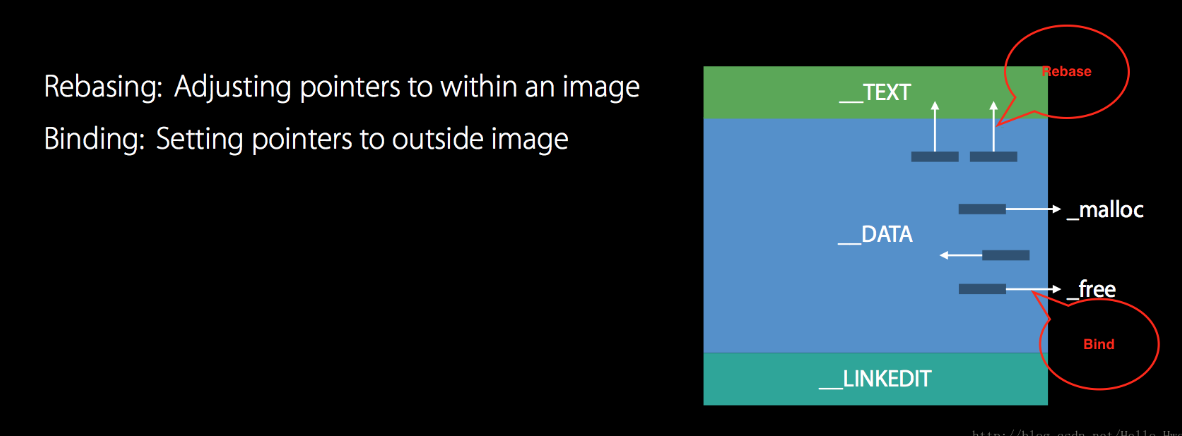 Rebasing: Adjusting pointers to within an image
Binding: Setting pointers to outside image
Rebase
__TEXT
_malloc
__DATA
_free
Bind
__LINKEDIT